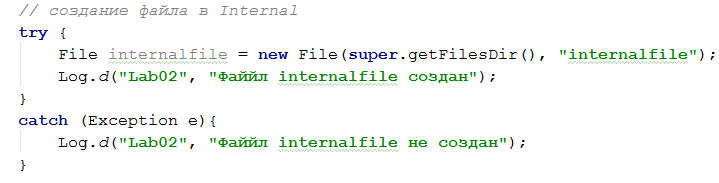 // создание файла в Internal
try {
File internalfile = new File(super.getFilesDir(), "internalfile");
Log.d("Lab02", "Файйл internalfile создан");
}
catch (Exception e){
Log.d("Lab02", "Файйл internalfile не создан");
}